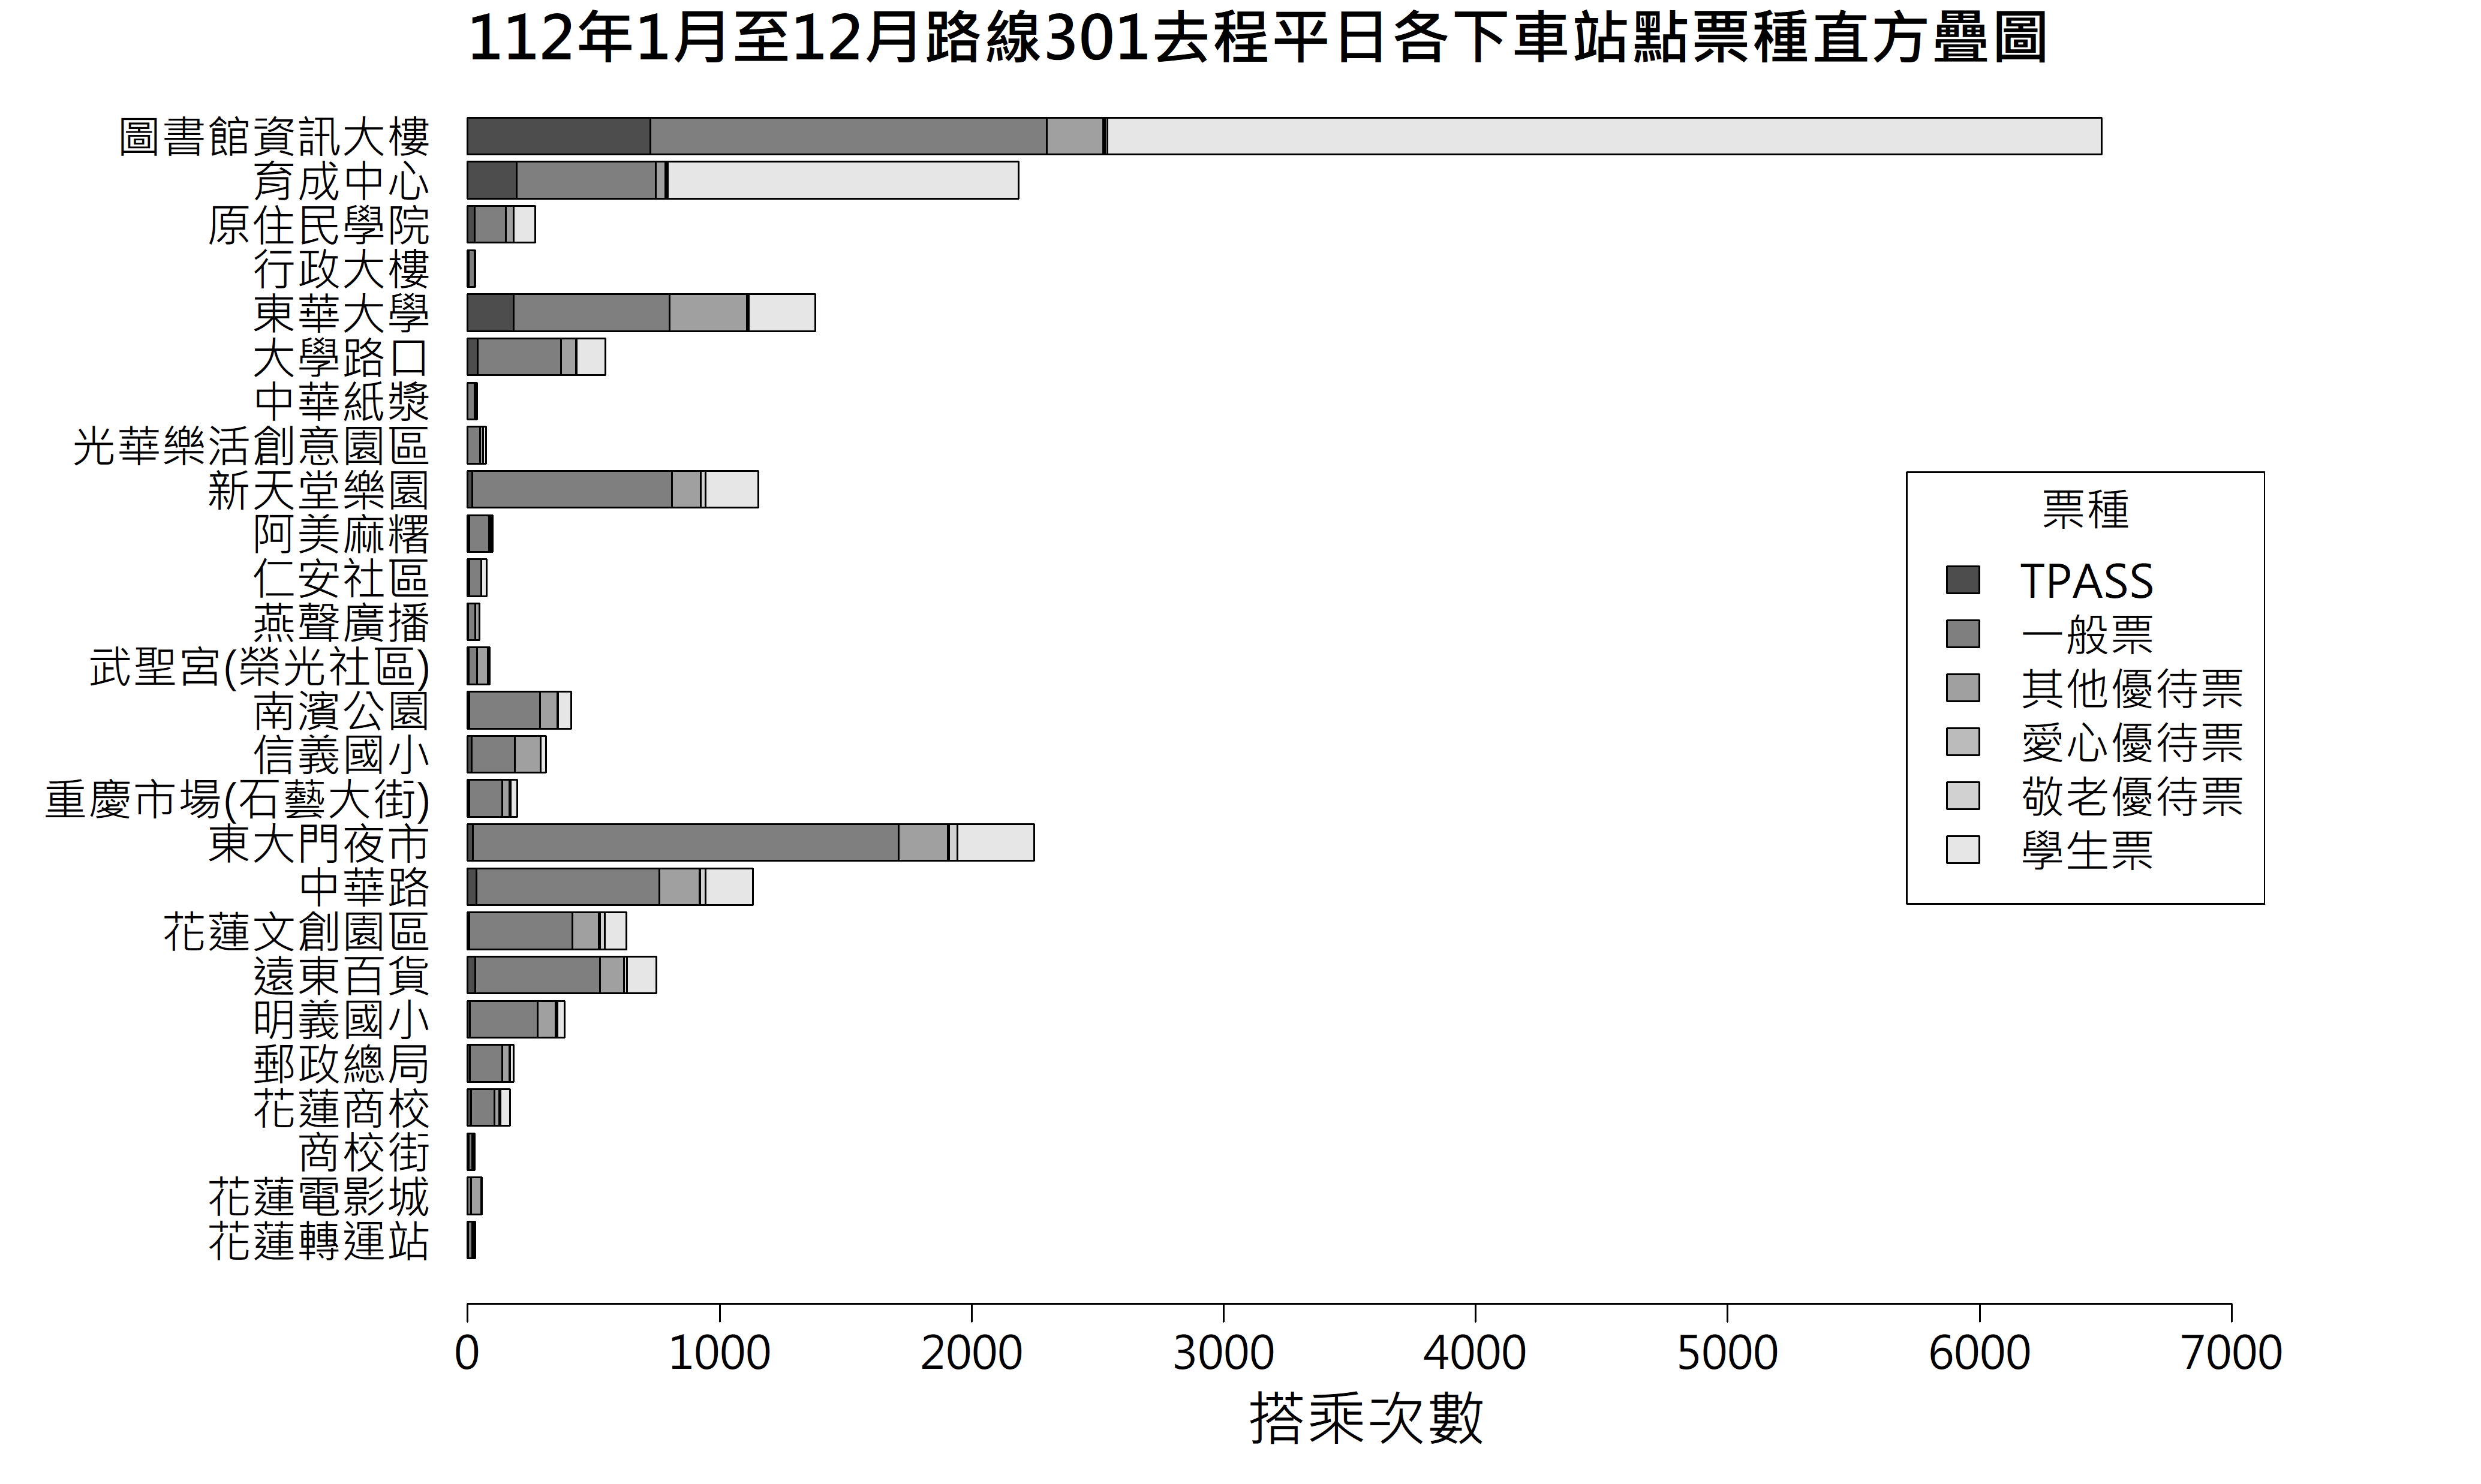 112年1月至12月路線301去程平日各下車站點票種直方疊圖
圖書館資訊大樓
育成中心
原住民學院
行政大樓
東華大學
大學路口
中華紙漿
光華樂活創意園區
新天堂樂園
阿美麻糬
仁安社區
燕聲廣播
武聖宮(榮光社區)
南濱公園
信義國小
重慶市場(石藝大街)
東大門夜市
中華路
花蓮文創園區
遠東百貨
明義國小
郵政總局
花蓮商校
商校街
花蓮電影城
花蓮轉運站
票種
TPASS
一般票
其他優待票
愛心優待票
敬老優待票
學生票
0 1000 2000 3000 4000 5000 6000 7000
搭乘次數